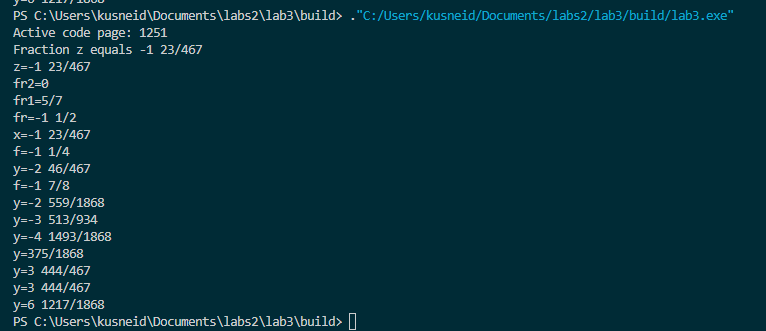 y=6 1217/1868
PS C:\Users\kusneid\Documents\labs2\lab3\build> ."C:/Users/kusneid/Documents/labs2/lab3/build/lab3.exe"
Active code page: 1251
Fraction z equals -1 23/467
z=-1 23/467
fr2=0
fr1=5/7
fr=-1 1/2
x=-1 23/467
f=-1 1/4
y=-2 46/467
f=-1 7/8
y=-2 559/1868
y=-3 513/934
y=-4 1493/1868
y=375/1868
y=3 444/467
y=3 444/467
y=6 1217/1868
PS C:\Users\kusneid\Documents\labs2\lab3\build>